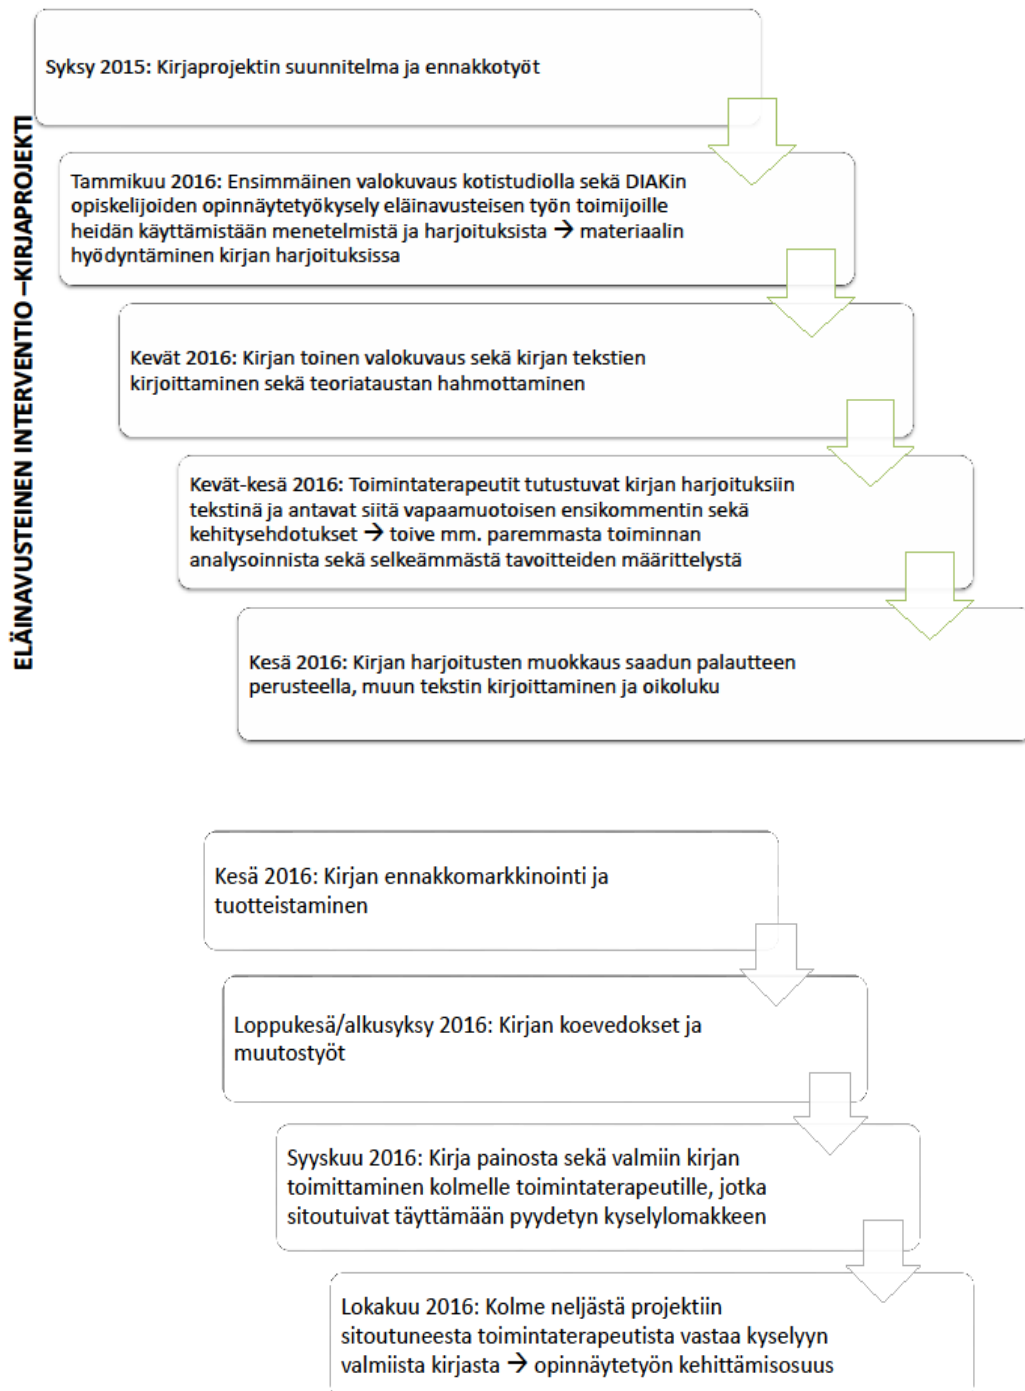 ELÄINAVUSTEINEN INTERVENTIO –KIRJAPROJEKTI
Syksy 2015: Kirjaprojektin suunnitelma ja ennakkotyöt
Tammikuu 2016: Ensimmäinen valokuvaus kotistudiolla sekä DIAKin
opiskelijoiden opinnäytetyökysely eläinavusteisen työn toimijoille
heidän käyttämistään menetelmistä ja harjoituksista → materiaalin
hyödyntäminen kirjan harjoituksissa
Kevät 2016: Kirjan toinen valokuvaus sekä kirjan tekstien
kirjoittaminen sekä teoriataustan hahmottaminen
Kevät-kesä 2016: Toimintaterapeutit tutustuvat kirjan harjoituksiin
tekstinä ja antavat siitä vapaamuotoisen ensikommentin sekä
kehitysehdotukset → toive mm. paremmasta toiminnan
analysoinnista sekä selkeämmästä tavoitteiden määrittelystä
Kesä 2016: Kirjan harjoitusten muokkaus saadun palautteen
perusteella, muun tekstin kirjoittaminen ja oikoluku
Kesä 2016: Kirjan ennakkomarkkinointi ja
tuotteistaminen
Loppukesä/alkusyksy 2016: Kirjan koevedokset ja
muutostyöt
Syyskuu 2016: Kirja painosta sekä valmiin kirjan
toimittaminen kolmelle toimintaterapeutille, jotka
sitoutuivat täyttämään pyydetyn kyselylomakkeen
Lokakuu 2016: Kolme neljästä projektiin
sitoutuneesta toimintaterapeutista vastaa kyselyyn
valmiista kirjasta → opinnäytetyön kehittämisosuus